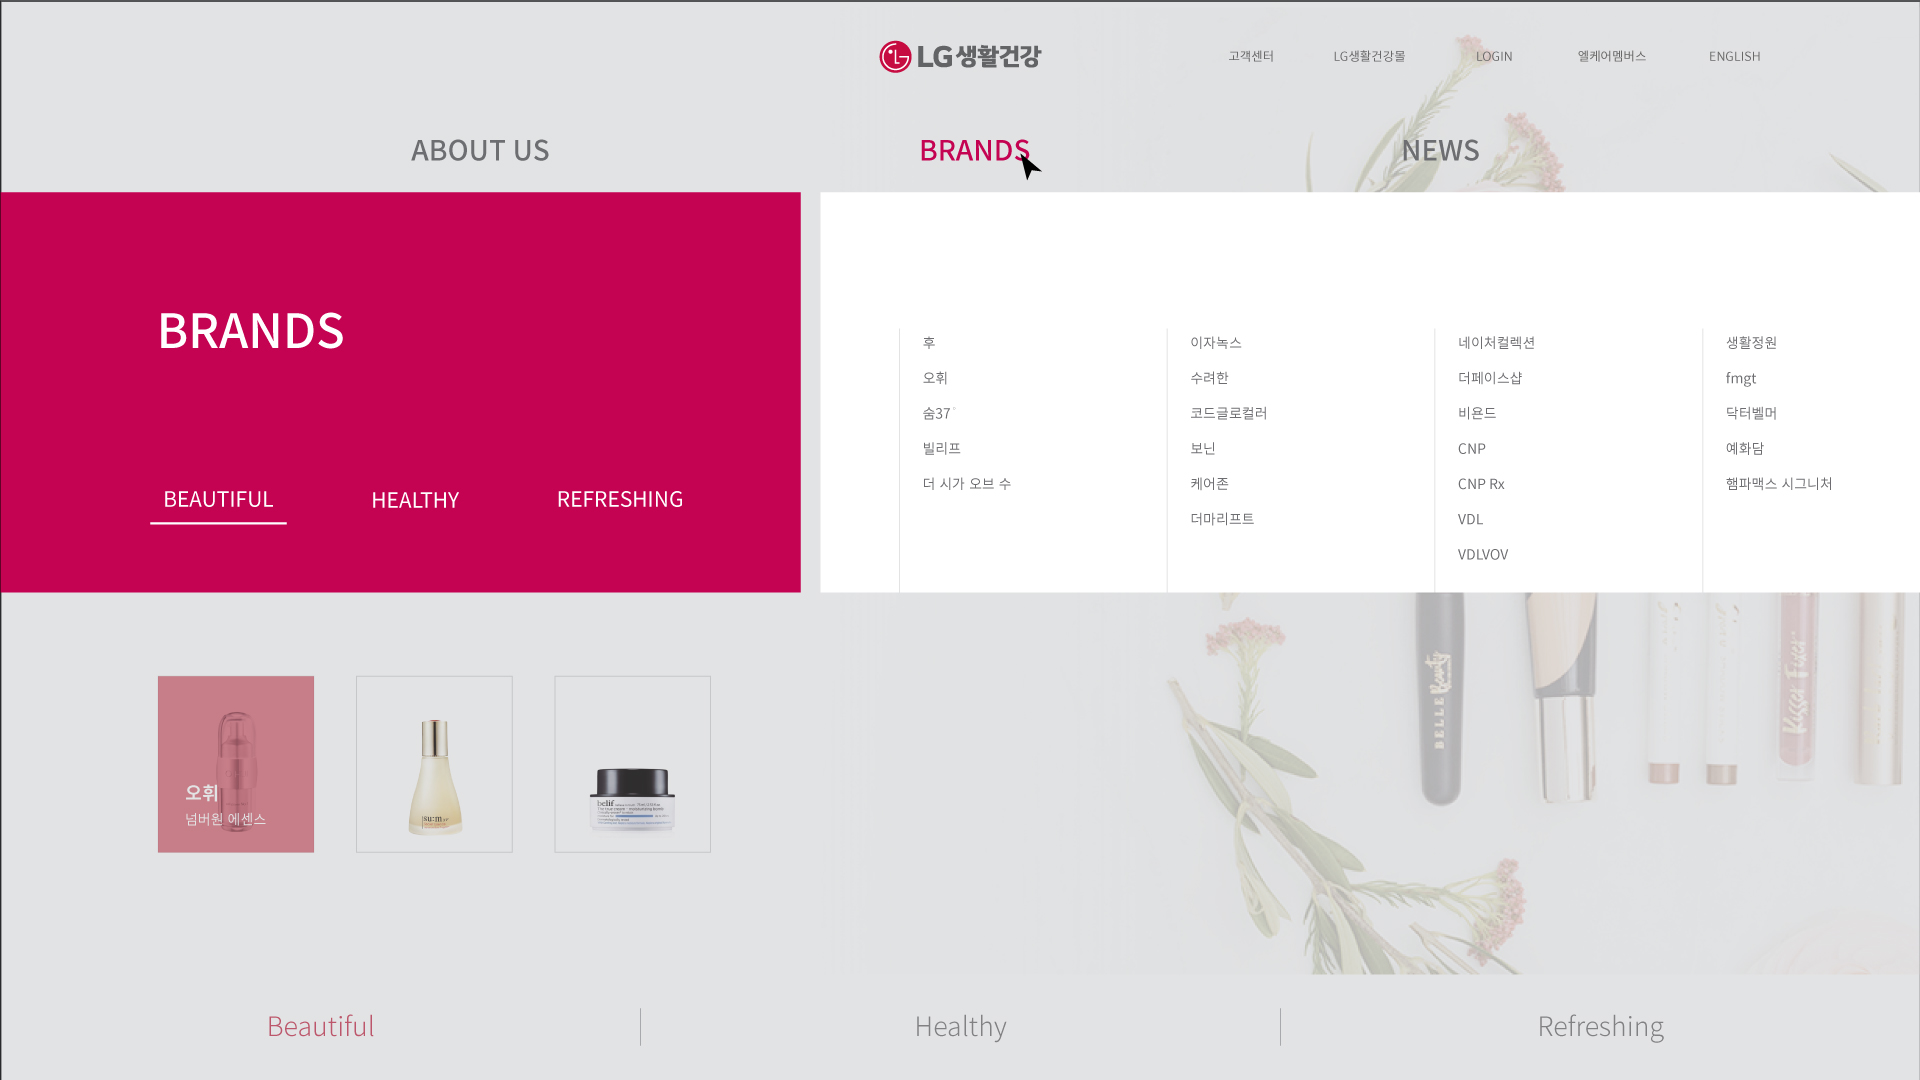 LG생활건강
고객센터
LG생활건강몰
LOGIN
엘케어멤버스
ENGLISH
ABOUT US
BRANDS
NEWS
BRANDS
BEAUTIFUL
HEALTHY
REFRESHING
후
오휘
숨37˚
빌리프
더 시가 오브 수
이자녹스
수려한
코드글로컬러
보닌
케어존
더마리프트
네이처컬렉션
더페이스샵
비욘드
CNP
CNP Rx
VDL
VDLVOV
생활정원
fmgt
닥터벨머
예화담
햄파맥스 시그니처
BELLE Beauty
Kisses Fixer
오휘
넘버원 에센스
su:m
belif
Beautiful
Healthy
Refreshing